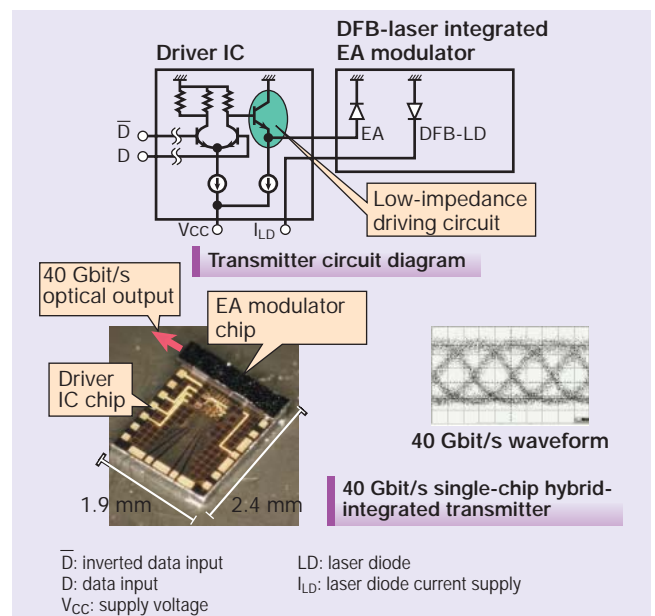 DFB-laser integrated
EA modulator
Driver IC
D̅
D
EA
DFB-LD
VCC
ILD
Low-impedance
driving circuit
Transmitter circuit diagram
40 Gbit/s
optical output
EA modulator
chip
Driver
IC chip
1.9 mm
2.4 mm
40 Gbit/s waveform
40 Gbit/s single-chip hybrid-
integrated transmitter
D̅: inverted data input
D: data input
VCC: supply voltage
LD: laser diode
ILD: laser diode current supply